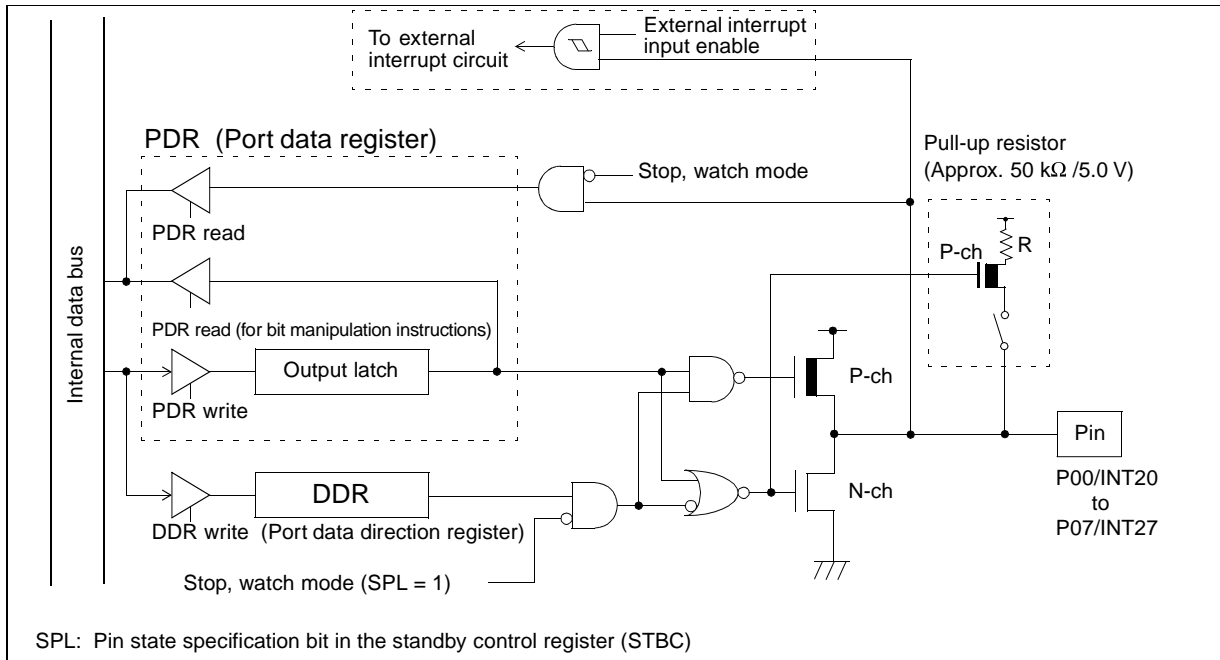 To external
interrupt circuit
External interrupt
input enable
PDR (Port data register)
Stop, watch mode
Pull-up resistor
(Approx. 50 kΩ /5.0 V)
PDR read
P-ch
R
Internal data bus
PDR read (for bit manipulation instructions)
Output latch
PDR write
P-ch
Pin
DDR
N-ch
P00/INT20
to
P07/INT27
DDR write (Port data direction register)
Stop, watch mode (SPL = 1)
SPL: Pin state specification bit in the standby control register (STBC)